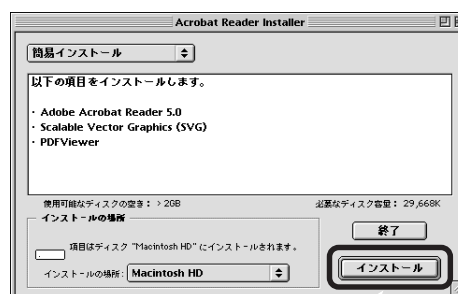 Acrobat Reader Installer
簡易インストール
以下の項目をインストールします。
・Adobe Acrobat Reader 5.0
・Scalable Vector Graphics (SVG)
・PDFViewer
使用可能なディスクの空き： > 2GB
必要なディスク容量： 29,668K
インストールの場所
項目はディスク "Macintosh HD" にインストールされます。
終了
インストールの場所： Macintosh HD
インストール